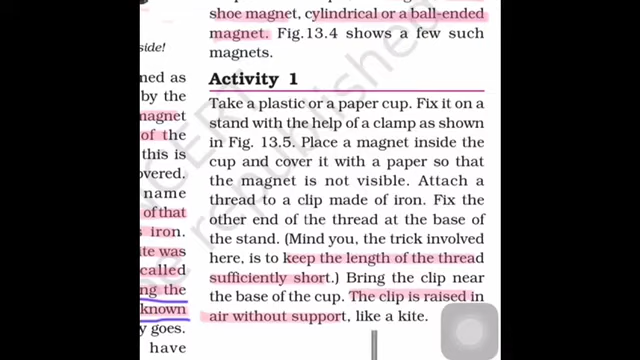 shoe magnet, cylindrical or a ball-ended
magnet. Fig.13.4 shows a few such
magnets.
side!
Activity 1
med as
by the
magnet
of the
this is
overed.
name
of that
s iron.
ite was
called
ng the
known
y goes.
have
Take a plastic or a paper cup. Fix it on a
stand with the help of a clamp as shown
in Fig. 13.5. Place a magnet inside the
cup and cover it with a paper so that
the magnet is not visible. Attach a
thread to a clip made of iron. Fix the
other end of the thread at the base of
the stand. (Mind you, the trick involved
here, is to keep the length of the thread
sufficiently short.) Bring the clip near
the base of the cup. The clip is raised in
air without support, like a kite.